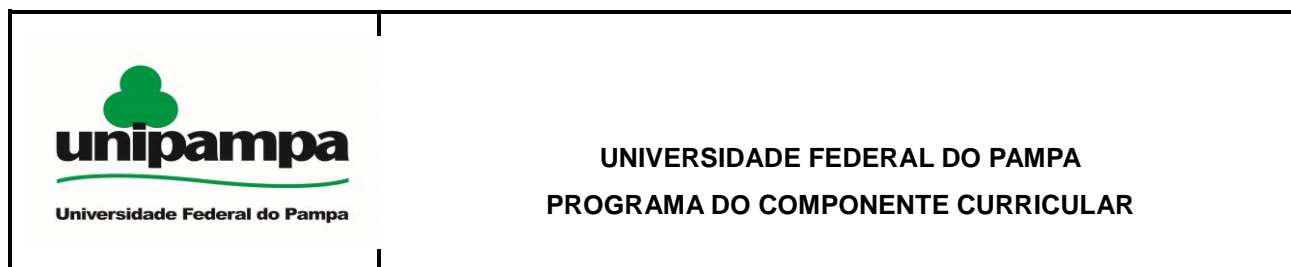 unipampa
Universidade Federal do Pampa
UNIVERSIDADE FEDERAL DO PAMPA
PROGRAMA DO COMPONENTE CURRICULAR